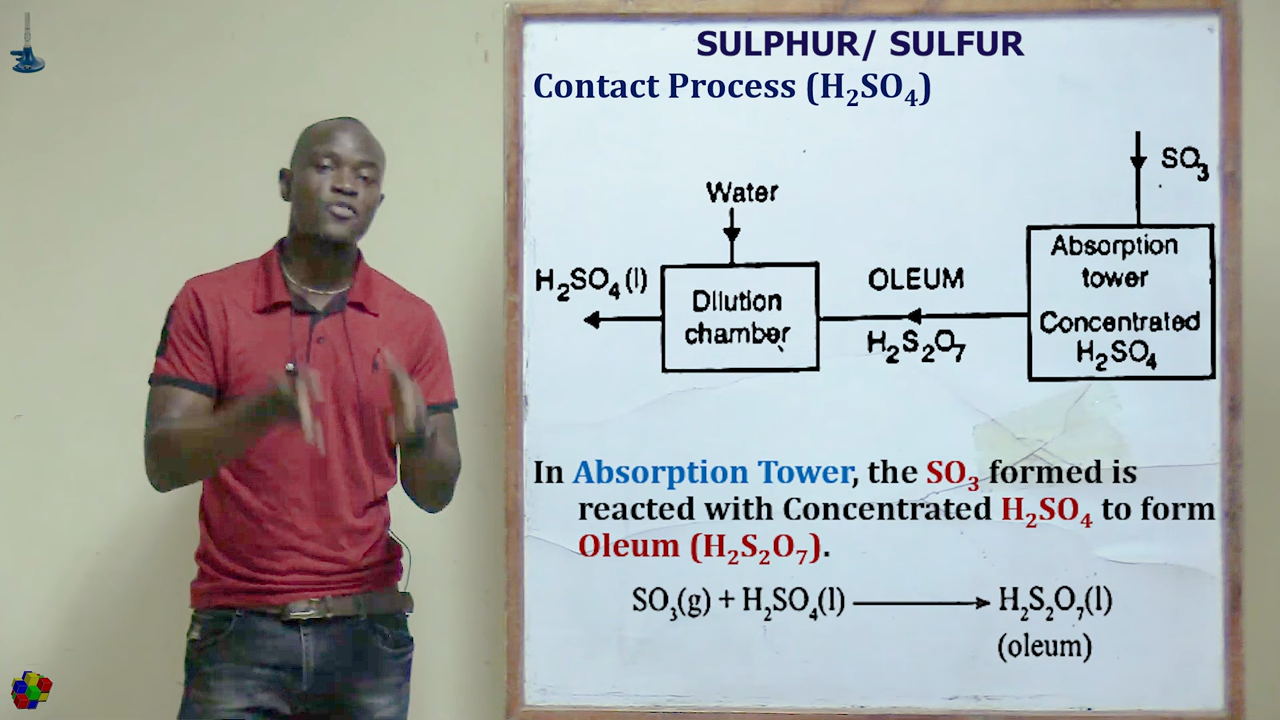 SULPHUR/ SULFUR
Contact Process (H₂SO₄)
SO₃
Water
Absorption
tower
Concentrated
H₂SO₄
OLEUM
H₂S₂O₇
Dilution
chamber
H₂SO₄(l)
In Absorption Tower, the SO₃ formed is
reacted with Concentrated H₂SO₄ to form
Oleum (H₂S₂O₇).
SO₃(g) + H₂SO₄(l) → H₂S₂O₇(l)
(oleum)